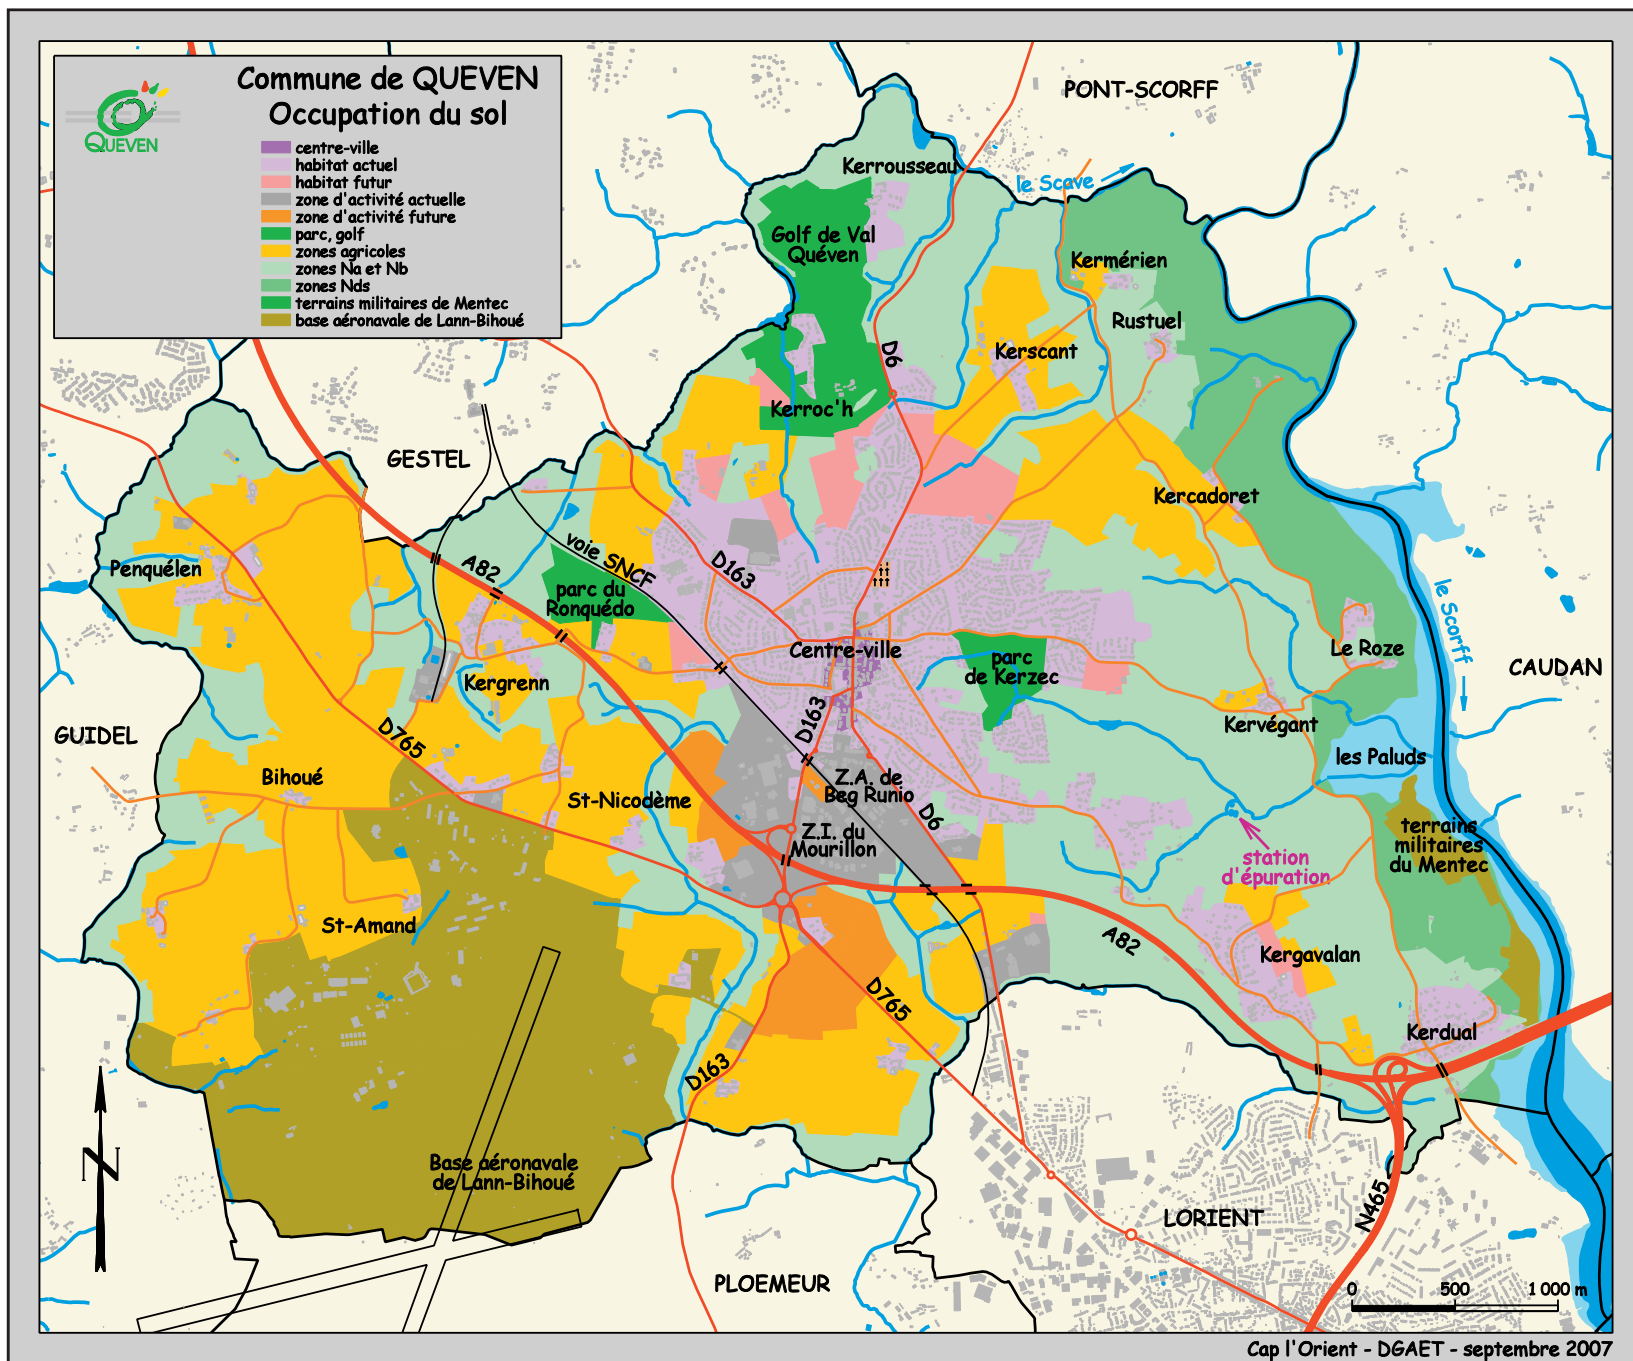 Commune de QUEVEN
Occupation du sol
QUEVEN
centre-ville
habitat actuel
habitat futur
zone d'activité actuelle
zone d'activité future
parc, golf
zones agricoles
zones Na et Nb
zones Nds
terrains militaires de Mentec
base aéronavale de Lann-Bihoué
PONT-SCORFF
Kerrousseau
le Scave
Golf de Val
Quéven
Kermérien
Rustuel
D6
Kerscant
Kerroc'h
GESTEL
Kercadoret
voie SNCF
A82
D163
Penquélen
parc du
Ronquédo
le Scorff
Centre-ville
parc
de Kerzec
Le Roze
CAUDAN
Kergrenn
D163
Kervégant
GUIDEL
D765
les Paluds
Bihoué
Z.A. de
Beg Runio
St-Nicodème
D6
Z.I. du
Mourillon
terrains
militaires
du Mentec
station
d'épuration
St-Amand
A82
Kergavalan
D765
Kerdual
D163
N
Base aéronavale
de Lann-Bihoué
N465
LORIENT
PLOEMEUR
0 500 1 000 m
Cap l'Orient - DGAET - septembre 2007